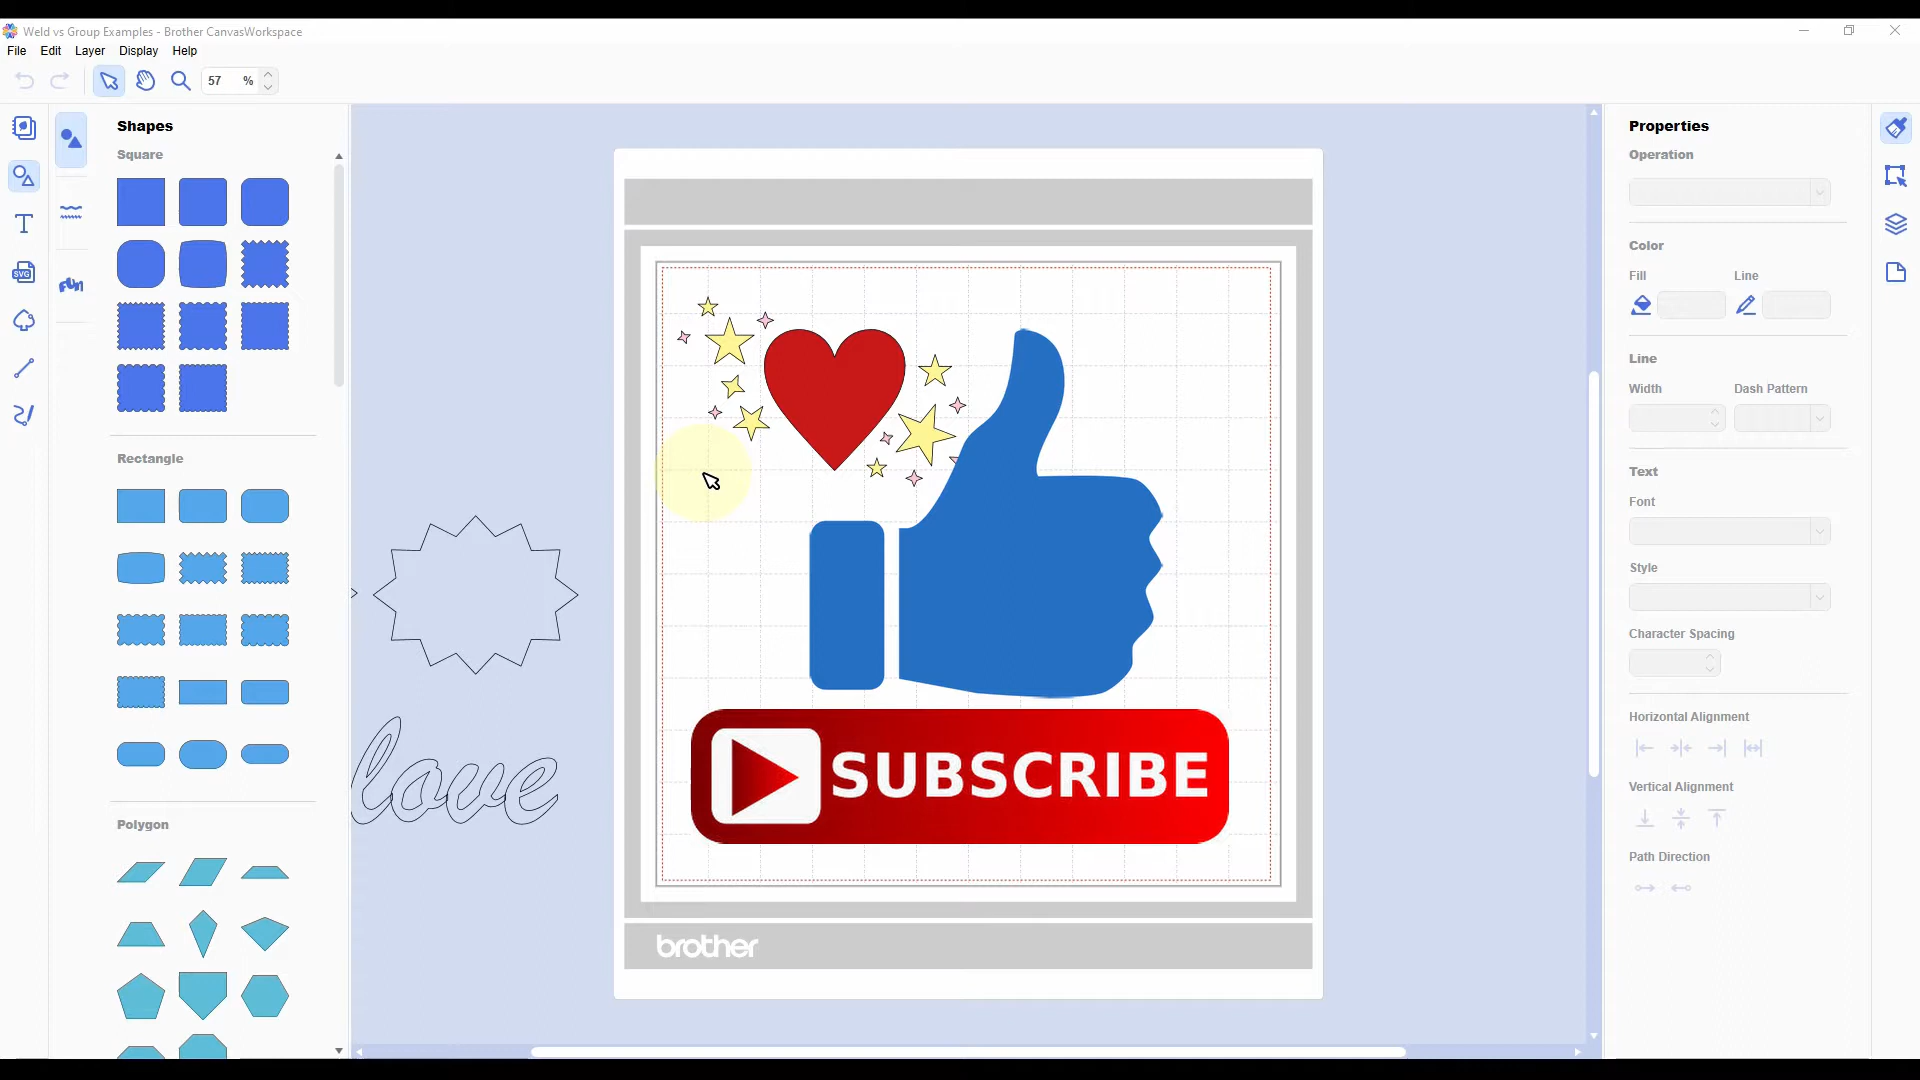 Weld vs Group Examples - Brother CanvasWorkspace
File Edit Layer Display Help
57 %
Shapes
Square
Rectangle
Polygon
T
SVG
fun
love
SUBSCRIBE
brother
Properties
Operation
Color
Fill Line
Line
Width Dash Pattern
Text
Font
Style
Character Spacing
Horizontal Alignment
Vertical Alignment
Path Direction